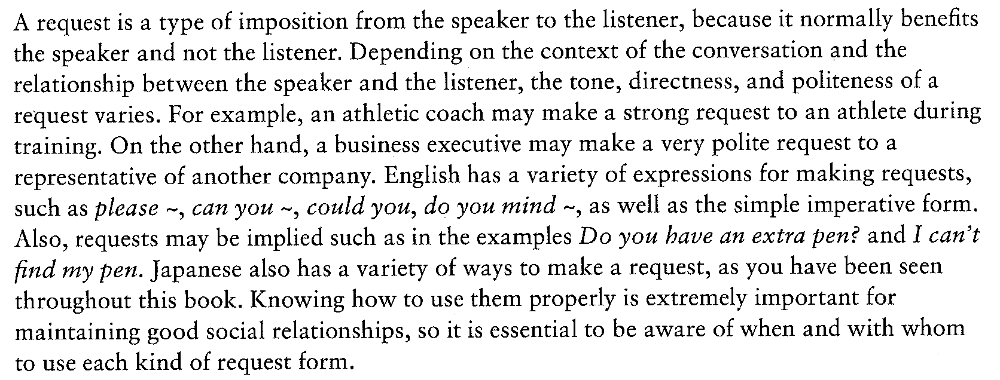 A request is a type of imposition from the speaker to the listener, because it normally benefits
the speaker and not the listener. Depending on the context of the conversation and the
relationship between the speaker and the listener, the tone, directness, and politeness of a
request varies. For example, an athletic coach may make a strong request to an athlete during
training. On the other hand, a business executive may make a very polite request to a
representative of another company. English has a variety of expressions for making requests,
such as please ~, can you ~, could you, do you mind ~, as well as the simple imperative form.
Also, requests may be implied such as in the examples Do you have an extra pen? and I can't
find my pen. Japanese also has a variety of ways to make a request, as you have been seen
throughout this book. Knowing how to use them properly is extremely important for
maintaining good social relationships, so it is essential to be aware of when and with whom
to use each kind of request form.